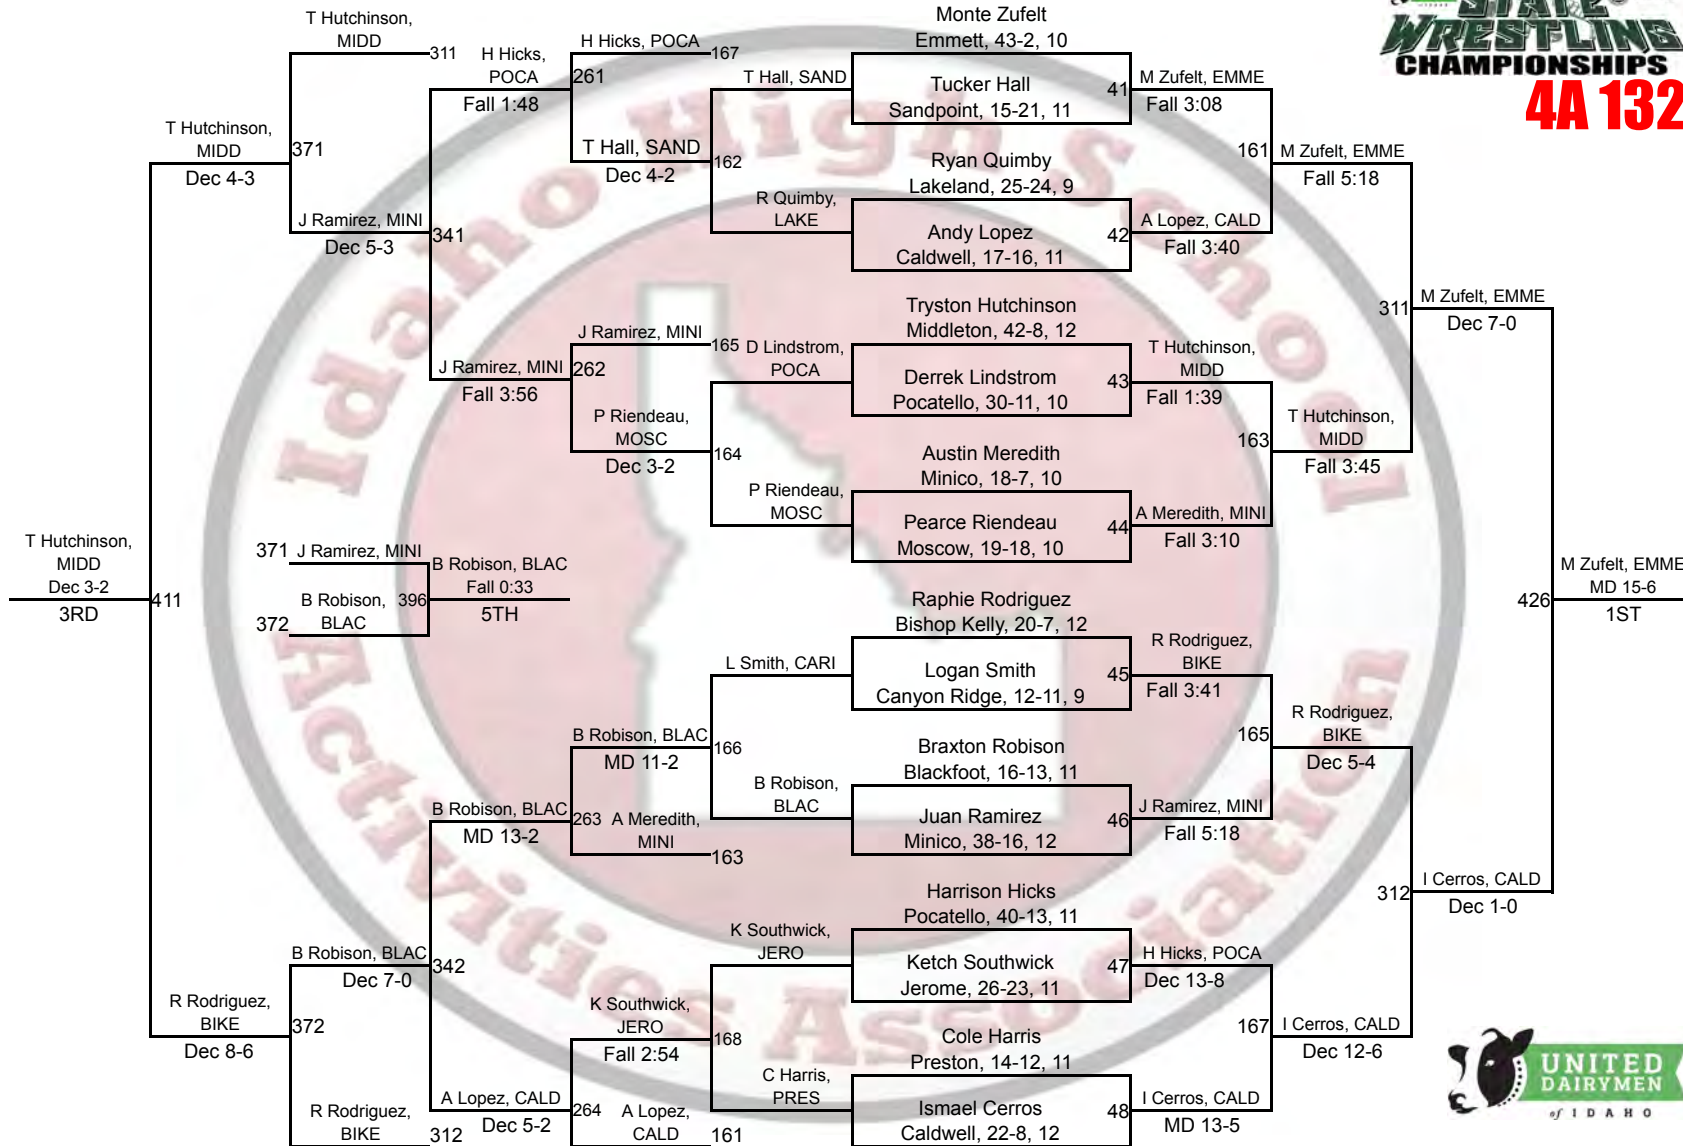 STATE
WRESTLING
CHAMPIONSHIPS
4A 132
Idaho High School
Activities Association
T Hutchinson,
MIDD
311
T Hutchinson,
MIDD
Dec 4-3
371
J Ramirez, MINI
Dec 5-3
341
H Hicks,
POCA
Fall 1:48
H Hicks, POCA
167
261
T Hall, SAND
Dec 4-2
162
T Hall, SAND
R Quimby,
LAKE
J Ramirez, MINI
Fall 3:56
262
J Ramirez, MINI
165
P Riendeau,
MOSC
Dec 3-2
164
D Lindstrom,
POCA
P Riendeau,
MOSC
T Hutchinson,
MIDD
Dec 3-2
3RD
411
371
J Ramirez, MINI
372
B Robison,
BLAC
396
B Robison, BLAC
Fall 0:33
5TH
L Smith, CARI
B Robison,
BLAC
B Robison, BLAC
MD 11-2
166
A Meredith,
MINI
163
B Robison, BLAC
MD 13-2
263
B Robison, BLAC
Dec 7-0
342
R Rodriguez,
BIKE
Dec 8-6
372
R Rodriguez,
BIKE
312
A Lopez, CALD
Dec 5-2
264
K Southwick,
JERO
Fall 2:54
168
A Lopez,
CALD
161
K Southwick,
JERO
C Harris,
PRES
Monte Zufelt
Emmett, 43-2, 10
Tucker Hall
Sandpoint, 15-21, 11
41
M Zufelt, EMME
Fall 3:08
Ryan Quimby
Lakeland, 25-24, 9
Andy Lopez
Caldwell, 17-16, 11
42
A Lopez, CALD
Fall 3:40
161
M Zufelt, EMME
Fall 5:18
Tryston Hutchinson
Middleton, 42-8, 12
Derrek Lindstrom
Pocatello, 30-11, 10
43
T Hutchinson,
MIDD
Fall 1:39
Austin Meredith
Minico, 18-7, 10
Pearce Riendeau
Moscow, 19-18, 10
44
A Meredith, MINI
Fall 3:10
163
T Hutchinson,
MIDD
Fall 3:45
311
M Zufelt, EMME
Dec 7-0
Raphie Rodriguez
Bishop Kelly, 20-7, 12
Logan Smith
Canyon Ridge, 12-11, 9
45
R Rodriguez,
BIKE
Fall 3:41
Braxton Robison
Blackfoot, 16-13, 11
Juan Ramirez
Minico, 38-16, 12
46
J Ramirez, MINI
Fall 5:18
165
R Rodriguez,
BIKE
Dec 5-4
Harrison Hicks
Pocatello, 40-13, 11
Ketch Southwick
Jerome, 26-23, 11
47
H Hicks, POCA
Dec 13-8
Cole Harris
Preston, 14-12, 11
Ismael Cerros
Caldwell, 22-8, 12
48
I Cerros, CALD
MD 13-5
167
I Cerros, CALD
Dec 12-6
312
I Cerros, CALD
Dec 1-0
426
M Zufelt, EMME
MD 15-6
1ST
UNITED
DAIRYMEN
of IDAHO